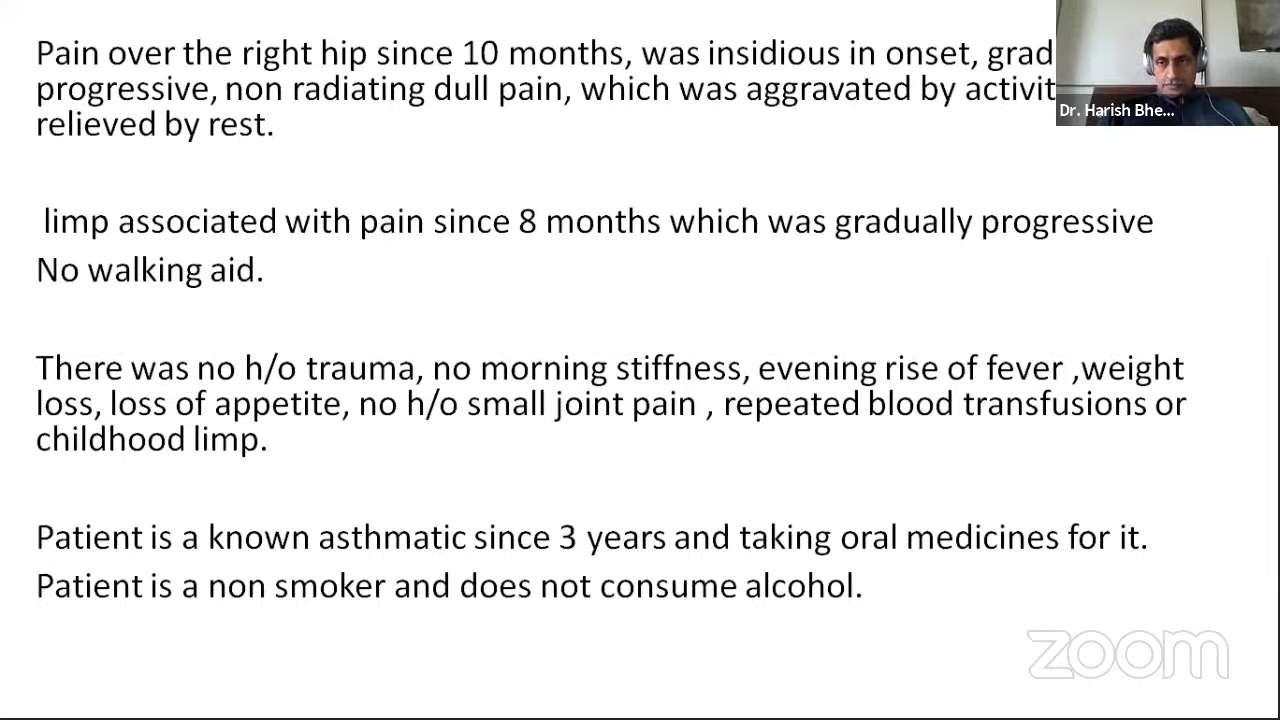 Pain over the right hip since 10 months, was insidious in onset, grad
progressive, non radiating dull pain, which was aggravated by activit
relieved by rest.
Dr. Harish Bhe...
limp associated with pain since 8 months which was gradually progressive
No walking aid.
There was no h/o trauma, no morning stiffness, evening rise of fever ,weight
loss, loss of appetite, no h/o small joint pain , repeated blood transfusions or
childhood limp.
Patient is a known asthmatic since 3 years and taking oral medicines for it.
Patient is a non smoker and does not consume alcohol.
zoom